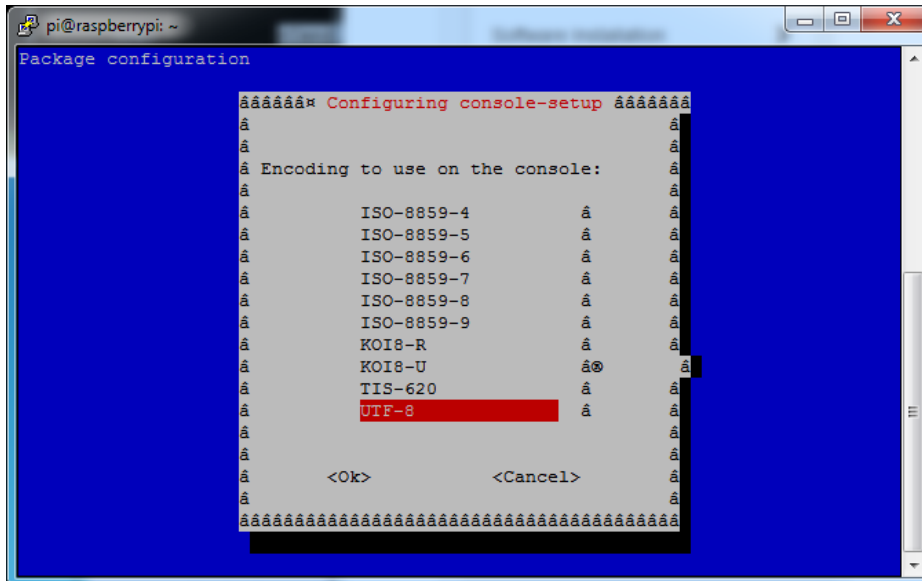 pi@raspberrypi: ~
Package configuration
ââââââ¤ Configuring console-setup âââââââ
â â
â â
â Encoding to use on the console: â
â â
â ISO-8859-4 â â
â ISO-8859-5 â â
â ISO-8859-6 â â
â ISO-8859-7 â â
â ISO-8859-8 â â
â ISO-8859-9 â â
â KOI8-R â â
â KOI8-U â® â
â TIS-620 â â
â UTF-8 â â
â â
â â
â <Ok> <Cancel> â
â â
ââââââââââââââââââââââââââââââââââââââââ